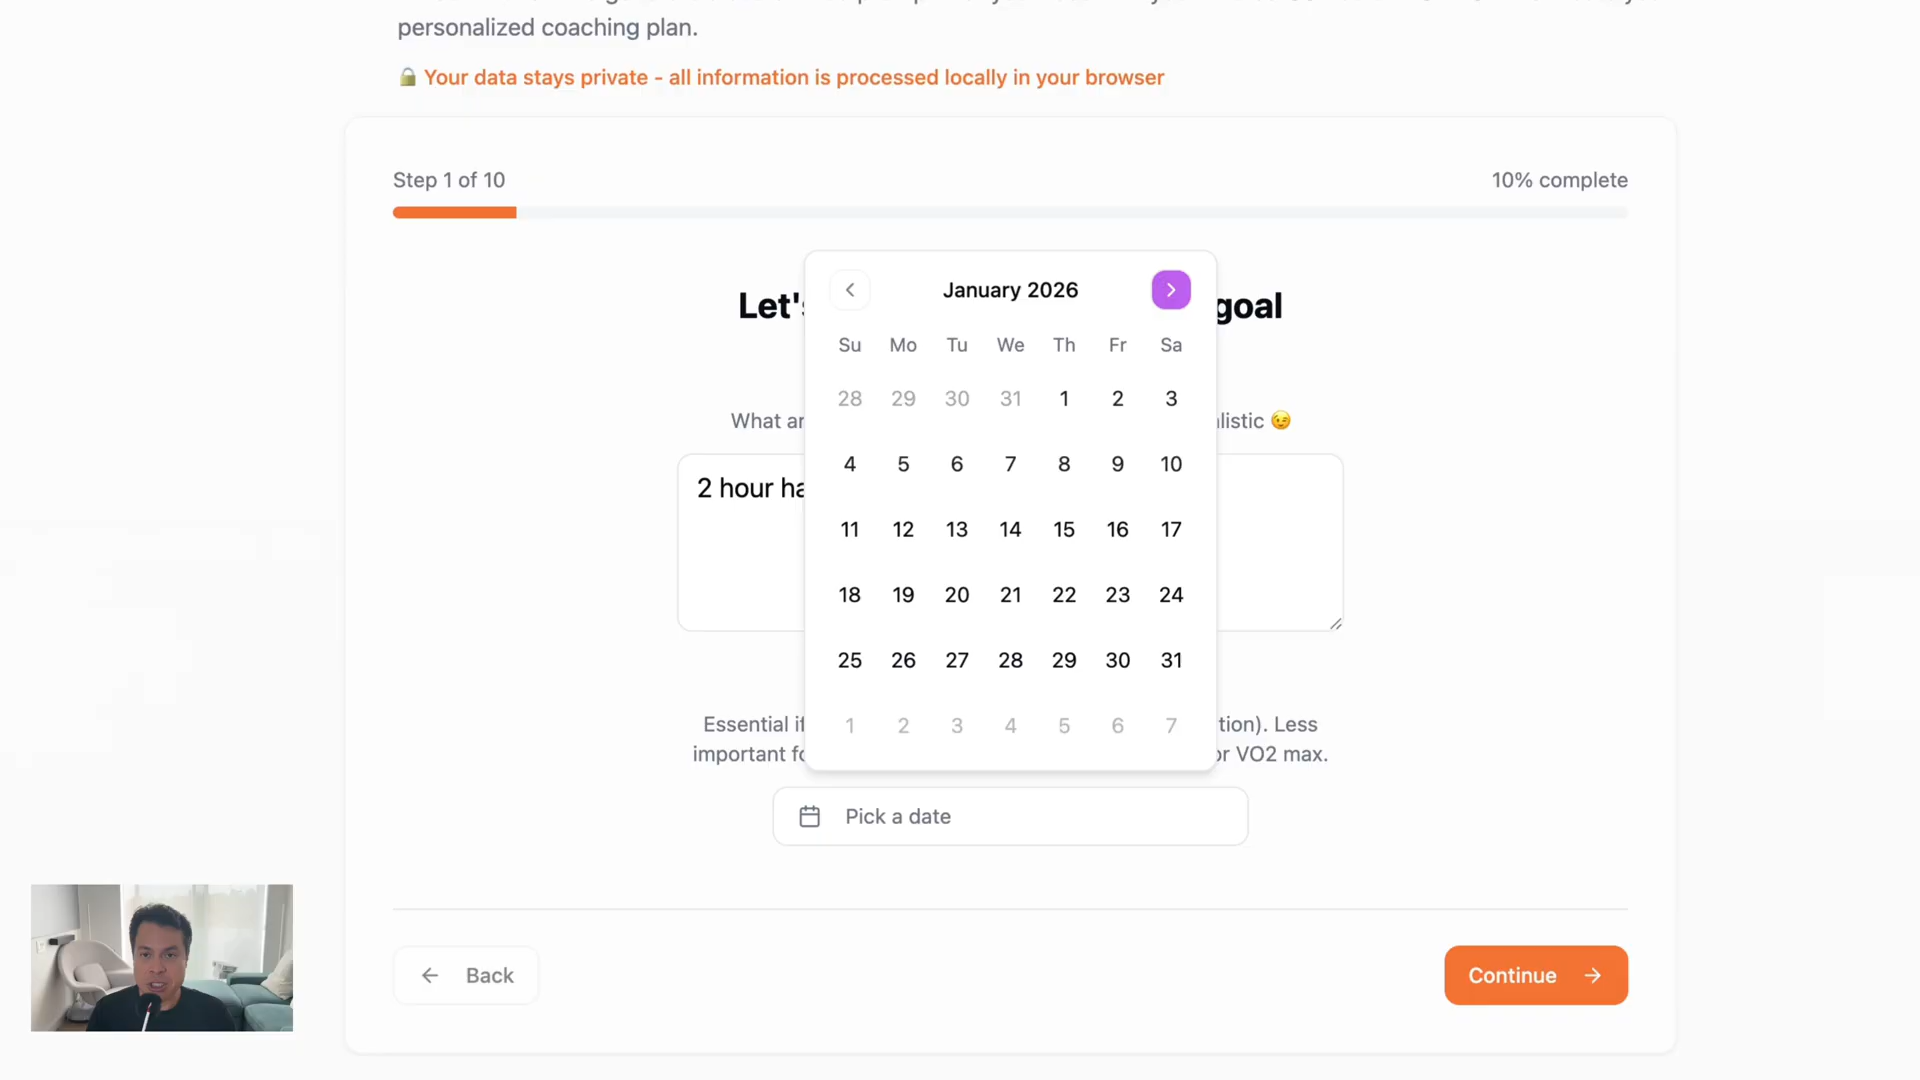 personalized coaching plan.
🔒 Your data stays private - all information is processed locally in your browser
Step 1 of 10
10% complete
Let's goal
January 2026
Su Mo Tu We Th Fr Sa
28 29 30 31 1 2 3
4 5 6 7 8 9 10
11 12 13 14 15 16 17
18 19 20 21 22 23 24
25 26 27 28 29 30 31
1 2 3 4 5 6 7
What 😉
2 hour
Essential Less
important VO2 max.
Pick a date
Back
Continue